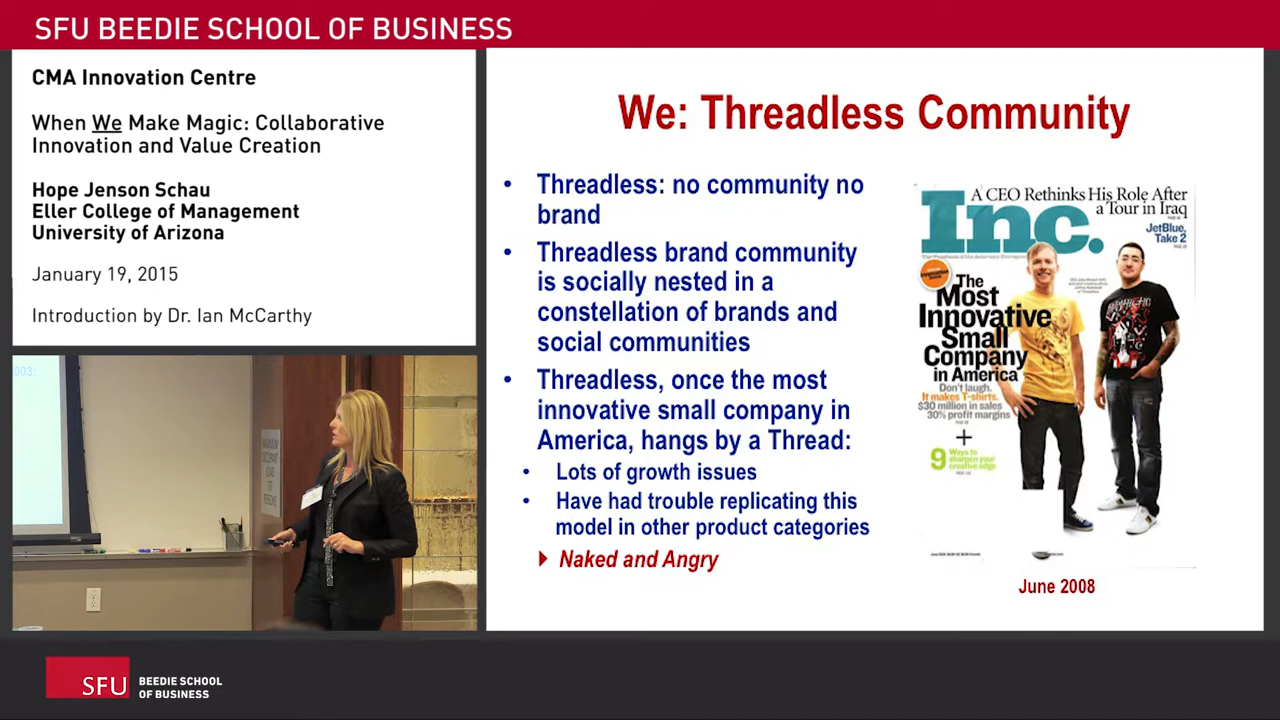 SFU BEEDIE SCHOOL OF BUSINESS
CMA Innovation Centre
When We Make Magic: Collaborative
Innovation and Value Creation
Hope Jenson Schau
Eller College of Management
University of Arizona
January 19, 2015
Introduction by Dr. Ian McCarthy
003:
MAXIMUM
OCCUPANT
LOAD
TO
PERSONS
We: Threadless Community
• Threadless: no community no
brand
• Threadless brand community
is socially nested in a
constellation of brands and
social communities
• Threadless, once the most
innovative small company in
America, hangs by a Thread:
• Lots of growth issues
• Have had trouble replicating this
model in other product categories
Naked and Angry
A CEO Rethinks His Role After
a Tour in Iraq
Inc.
JetBlue,
Take 2
The
Most
Innovative
Small
Company
in America
Don't laugh.
It makes T-shirts.
$30 million in sales
30% profit margins
+
9 Ways to
sharpen your
creative edge
June 2008
SFU
BEEDIE SCHOOL
OF BUSINESS